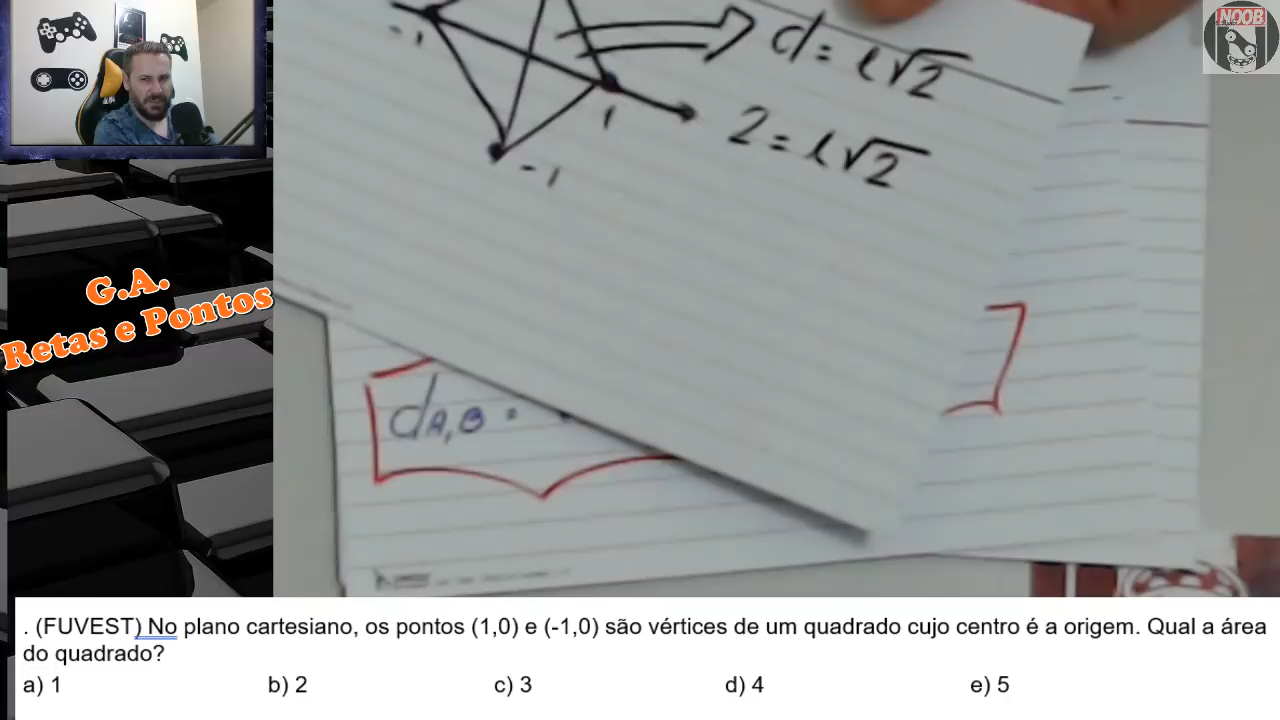 NOOB
-1
1
-1
d = l√2
2 = l√2
G.A.
Retas e Pontos
dA,B =
. (FUVEST) No plano cartesiano, os pontos (1,0) e (-1,0) são vértices de um quadrado cujo centro é a origem. Qual a área
do quadrado?
a) 1 b) 2 c) 3 d) 4 e) 5